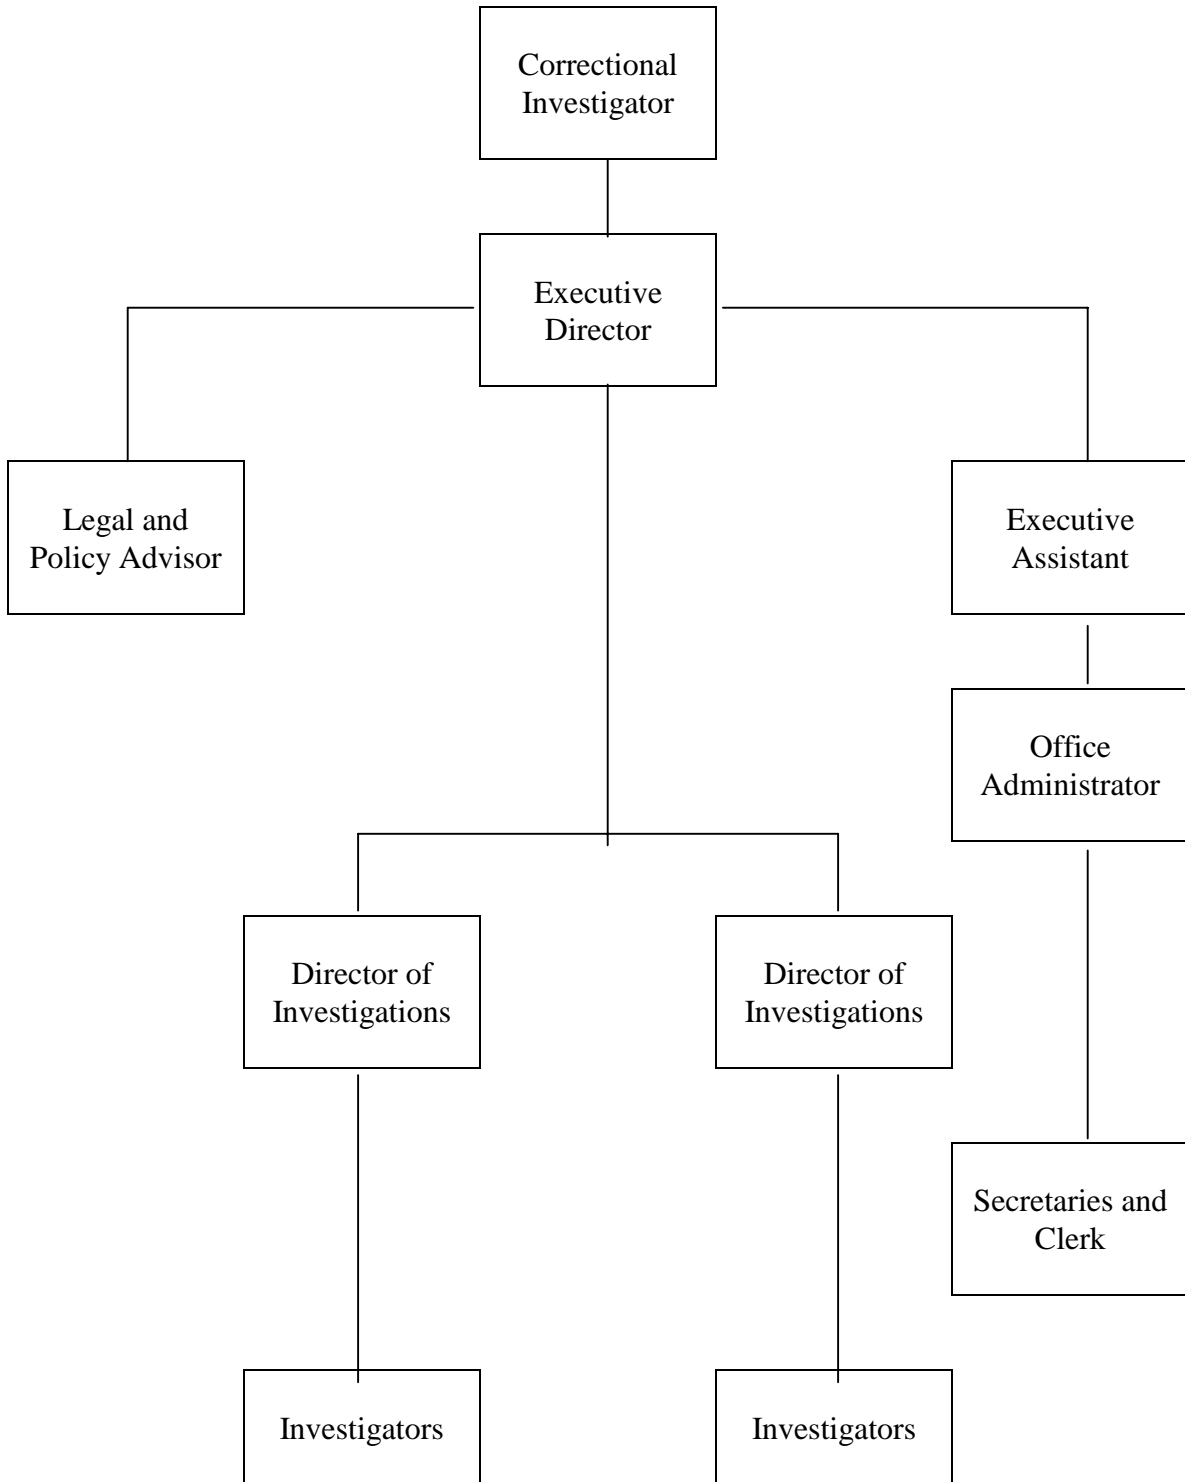 Correctional
Investigator
Executive
Director
Legal and
Policy Advisor
Executive
Assistant
Office
Administrator
Director of
Investigations
Director of
Investigations
Secretaries and
Clerk
Investigators
Investigators